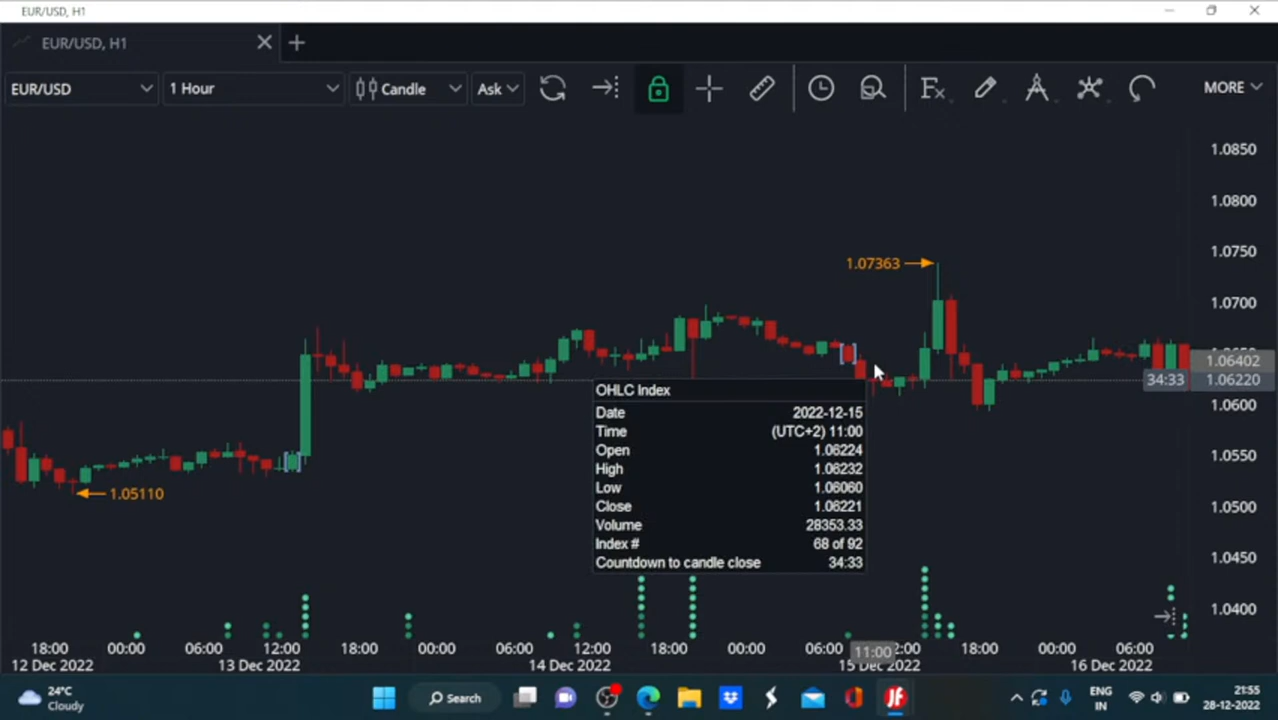 EUR/USD, H1
EUR/USD, H1
EUR/USD 1 Hour Candle Ask Fx MORE
1.0850
1.0800
1.0750
1.07363
1.0700
1.06402
34:33 1.06220
1.0600
1.0550
1.05110
1.0500
1.0450
1.0400
OHLC Index
Date 2022-12-15
Time (UTC+2) 11:00
Open 1.06224
High 1.06232
Low 1.06060
Close 1.06221
Volume 28353.33
Index # 68 of 92
Countdown to candle close 34:33
18:00 00:00 06:00 12:00 18:00 00:00 06:00 12:00 18:00 00:00 06:00 11:00 2:00 18:00 00:00 06:00
12 Dec 2022 13 Dec 2022 14 Dec 2022 15 Dec 2022 16 Dec 2022
24°C
Cloudy
Search
JF
ENG
IN
21:55
28-12-2022